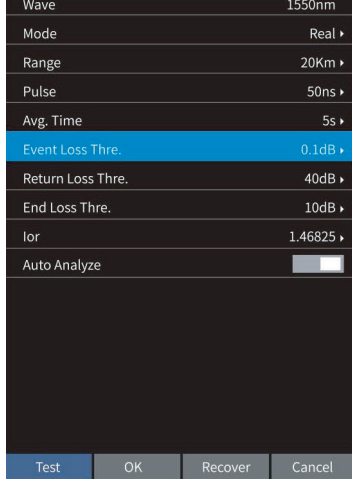 Wave 1550nm
Mode Real
Range 20Km
Pulse 50ns
Avg. Time 5s
Event Loss Thre. 0.1dB
Return Loss Thre. 40dB
End Loss Thre. 10dB
Ior 1.46825
Auto Analyze
Test OK Recover Cancel